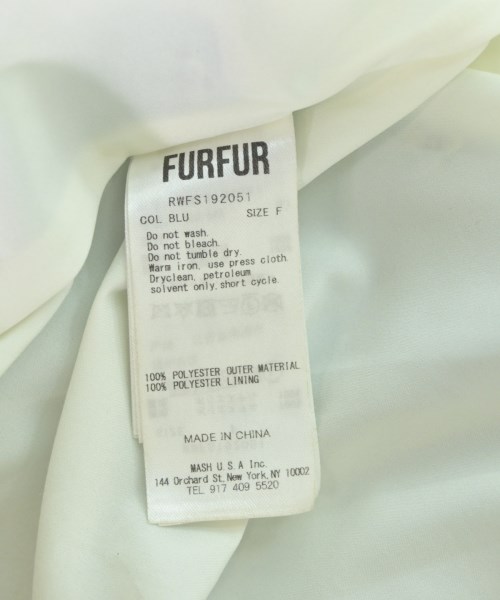 FURFUR
RWFS192051
COL BLU SIZE F
Do not wash.
Do not bleach.
Do not tumble dry.
Warm iron, use press cloth.
Dryclean, petroleum
solvent only, short cycle.
100% POLYESTER OUTER MATERIAL
100% POLYESTER LINING
MADE IN CHINA
MASH U.S.A Inc.
144 Orchard St, New York, NY 10002
TEL 917 409 5520